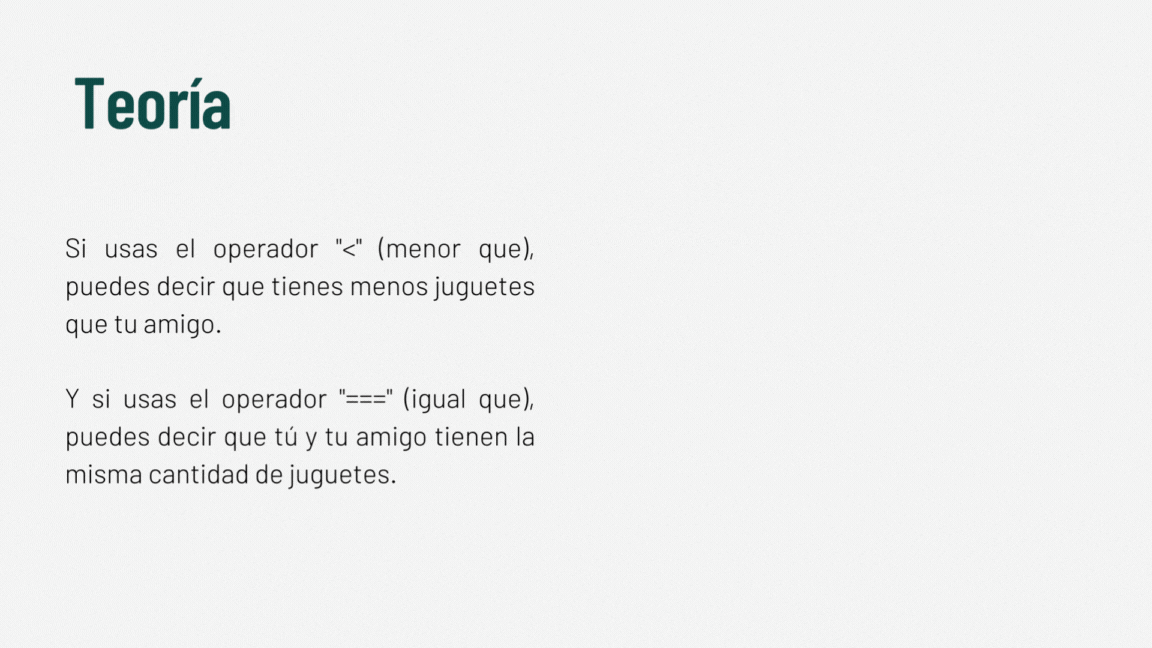 Teoría
Si usas el operador "<" (menor que),
puedes decir que tienes menos juguetes
que tu amigo.
Y si usas el operador "===" (igual que),
puedes decir que tú y tu amigo tienen la
misma cantidad de juguetes.